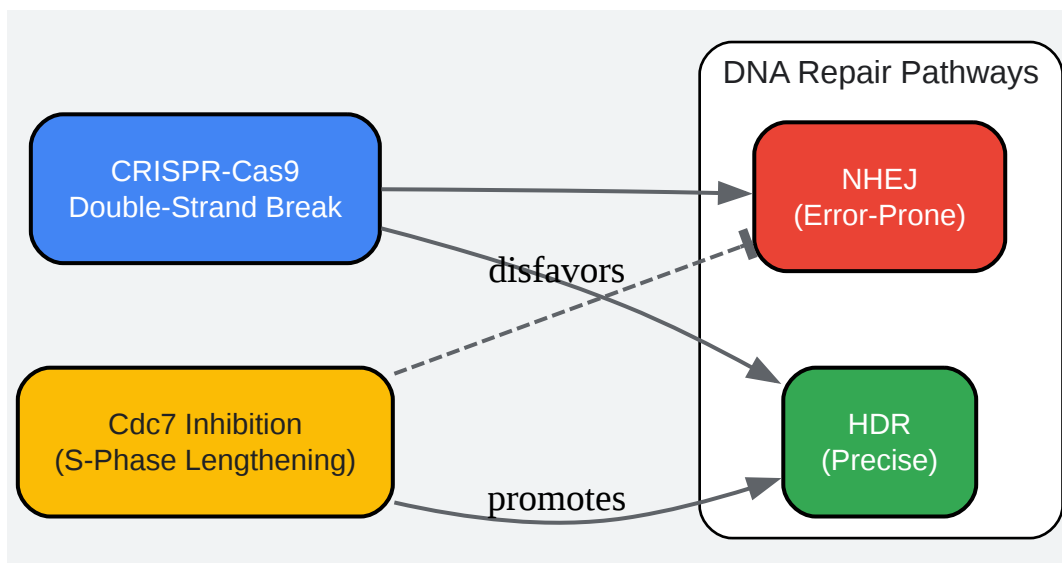 DNA Repair Pathways
CRISPR-Cas9
Double-Strand Break
NHEJ
(Error-Prone)
disfavors
Cdc7 Inhibition
(S-Phase Lengthening)
HDR
(Precise)
promotes